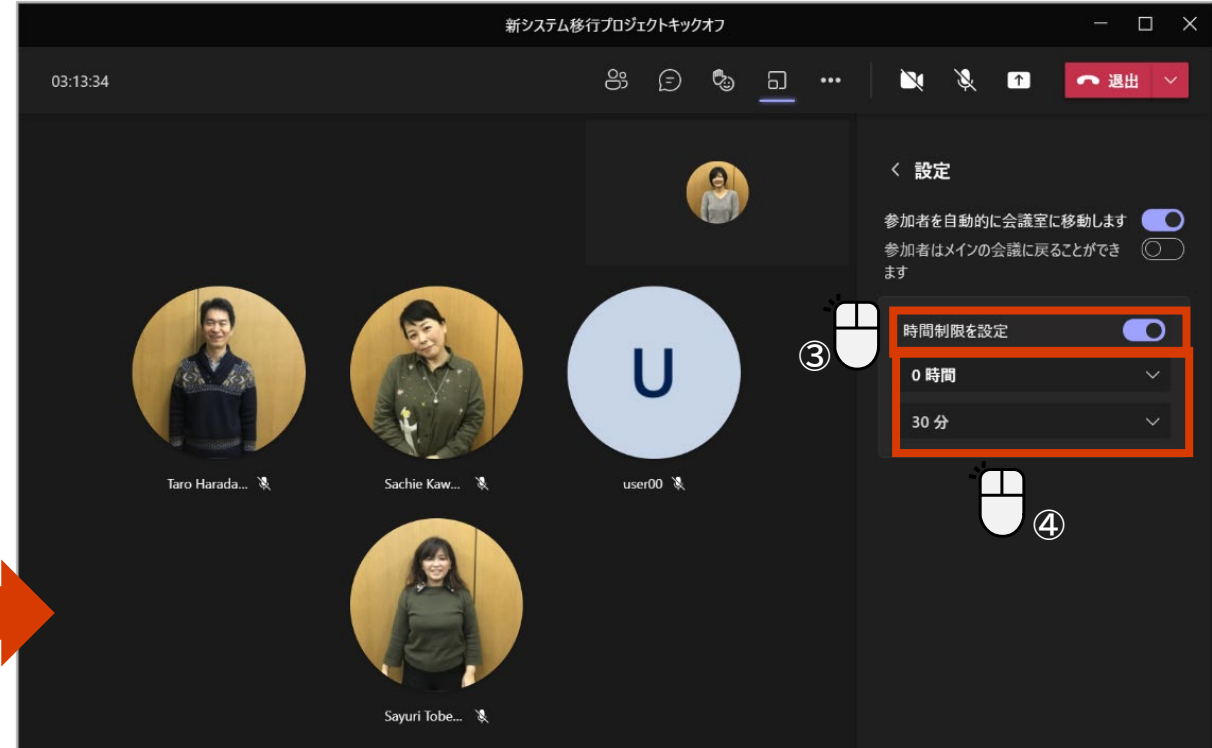 新システム移行プロジェクトキックオフ
03:13:34
退出
設定
参加者を自動的に会議室に移動します
参加者はメインの会議に戻ることができ
ます
時間制限を設定
③
0 時間
30 分
④
Taro Harada...
Sachie Kaw...
U
user00
Sayuri Tobe...